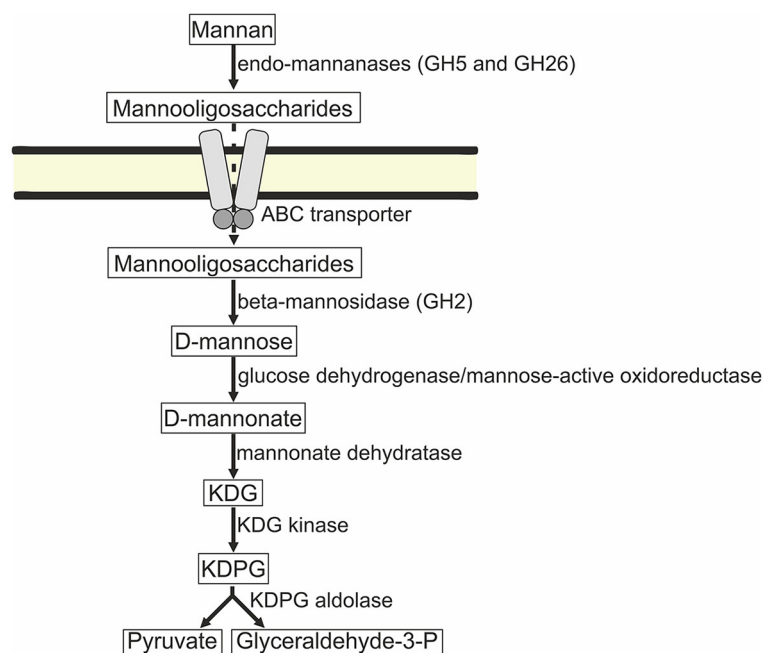 Mannan
endo-mannanases (GH5 and GH26)
Mannooligosaccharides
ABC transporter
Mannooligosaccharides
beta-mannosidase (GH2)
D-mannose
glucose dehydrogenase/mannose-active oxidoreductase
D-mannonate
mannonate dehydratase
KDG
KDG kinase
KDPG
KDPG aldolase
Pyruvate Glyceraldehyde-3-P